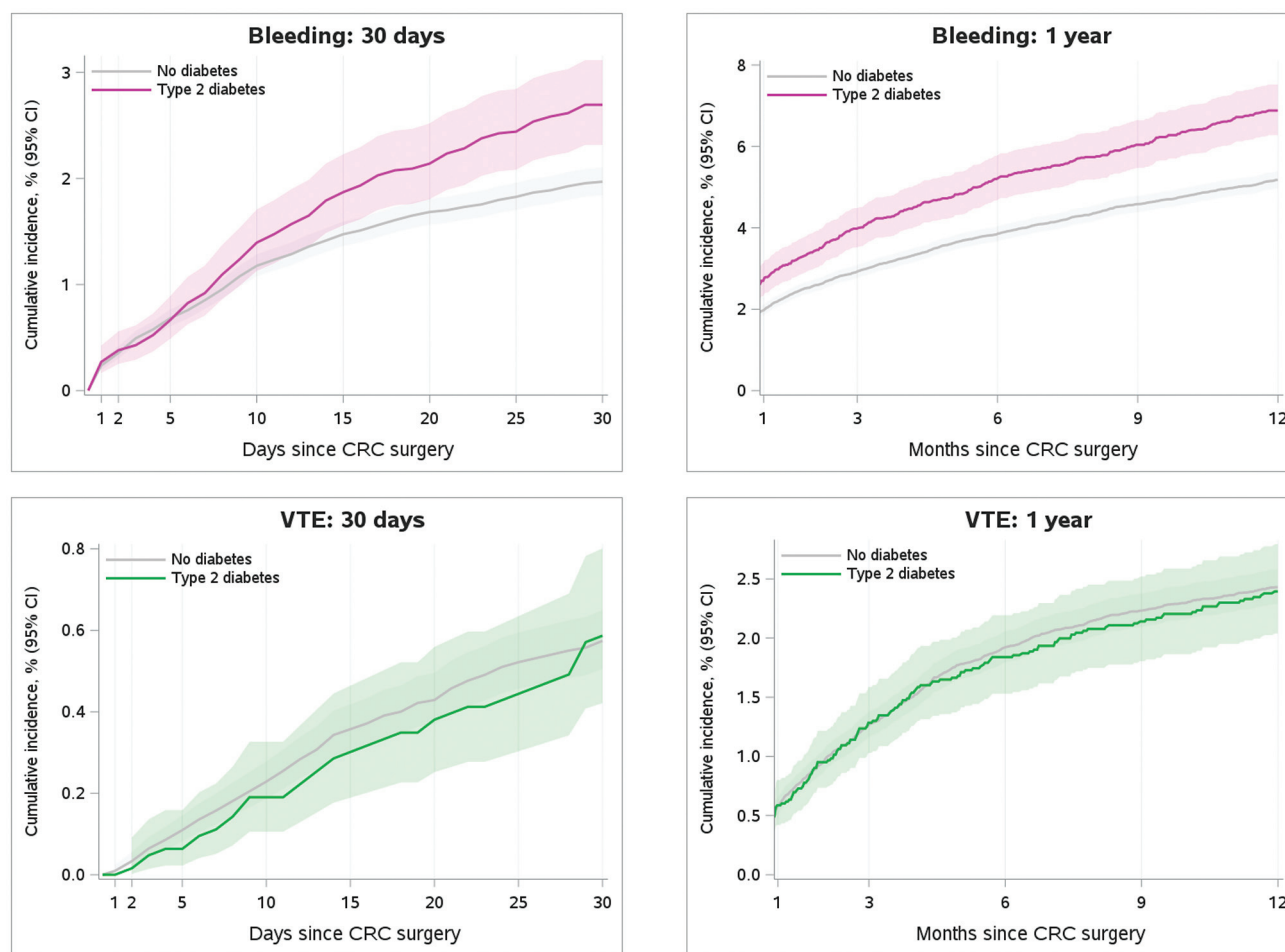 Bleeding: 30 days
No diabetes
Type 2 diabetes
Cumulative incidence, % (95% CI)
3
2
1
0
1 2 5 10 15 20 25 30
Days since CRC surgery
Bleeding: 1 year
No diabetes
Type 2 diabetes
Cumulative incidence, % (95% CI)
8
6
4
2
0
1 3 6 9 12
Months since CRC surgery
VTE: 30 days
No diabetes
Type 2 diabetes
Cumulative incidence, % (95% CI)
0.8
0.6
0.4
0.2
0.0
1 2 5 10 15 20 25 30
Days since CRC surgery
VTE: 1 year
No diabetes
Type 2 diabetes
Cumulative incidence, % (95% CI)
2.5
2.0
1.5
1.0
0.5
0.0
1 3 6 9 12
Months since CRC surgery